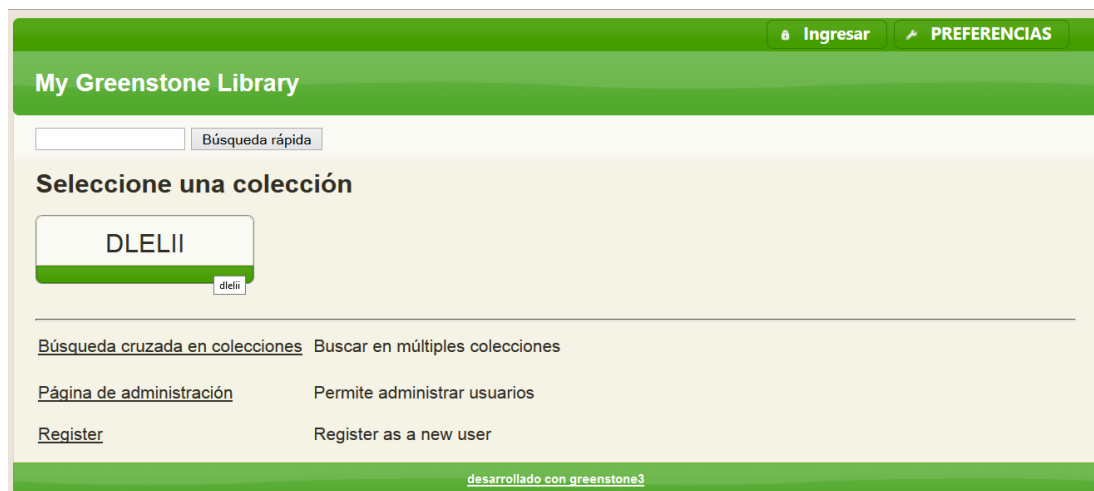 Ingresar PREFERENCIAS
My Greenstone Library
Búsqueda rápida
Seleccione una colección
DLELII
dlelii
Búsqueda cruzada en colecciones Buscar en múltiples colecciones
Página de administración Permite administrar usuarios
Register Register as a new user
desarrollado con greenstone3